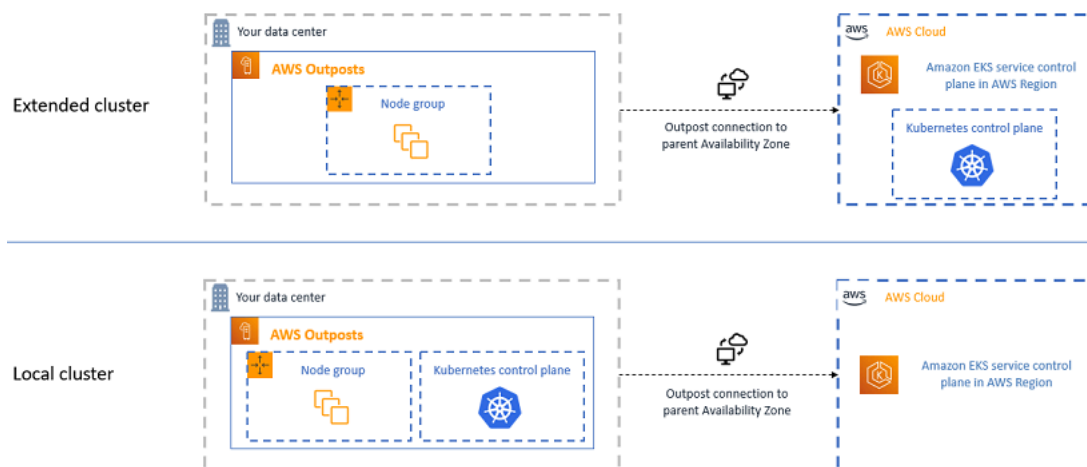 Your data center
aws
AWS Cloud
AWS Outposts
Amazon EKS service control
plane in AWS Region
Extended cluster
Node group
Outpost connection to
parent Availability Zone
Kubernetes control plane
K
Your data center
aws
AWS Cloud
AWS Outposts
Local cluster
Node group
Kubernetes control plane
Outpost connection to
parent Availability Zone
Amazon EKS service control
plane in AWS Region
K